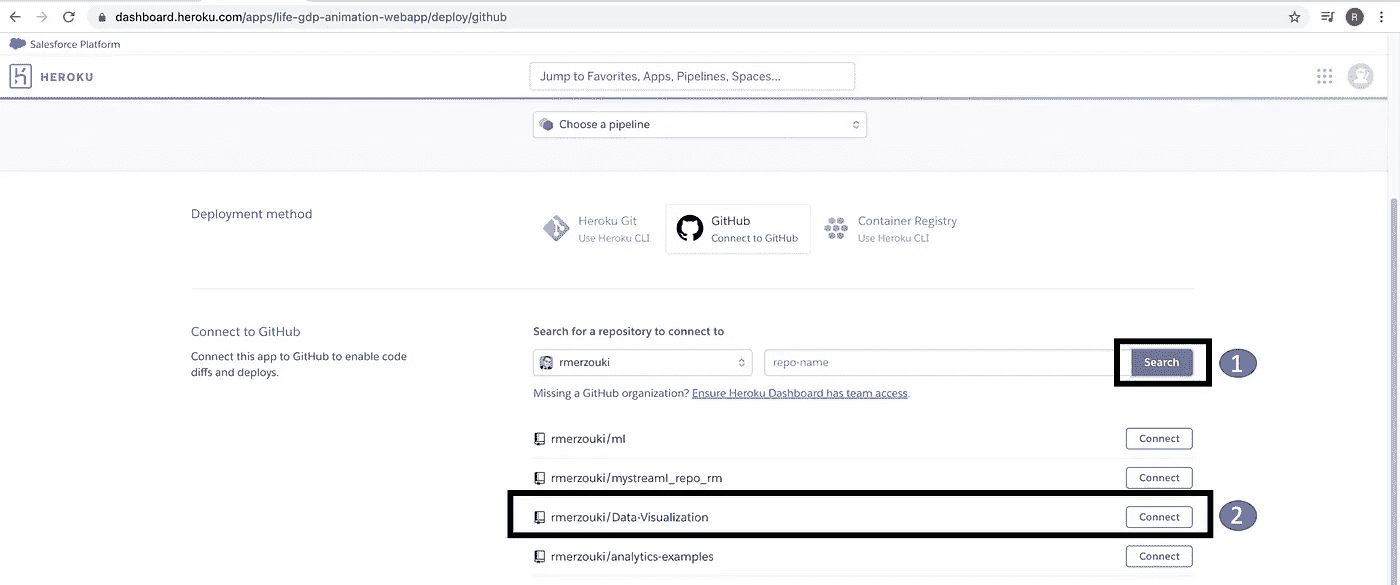 dashboard.heroku.com/apps/life-gdp-animation-webapp/deploy/github
R
Salesforce Platform
HEROKU
Jump to Favorites, Apps, Pipelines, Spaces...
Choose a pipeline
Deployment method
Heroku Git
Use Heroku CLI
GitHub
Connect to GitHub
Container Registry
Use Heroku CLI
Connect to GitHub
Connect this app to GitHub to enable code
diffs and deploys.
Search for a repository to connect to
rmerzouki
repo-name
Search
1
Missing a GitHub organization? Ensure Heroku Dashboard has team access.
rmerzouki/ml
Connect
rmerzouki/mystreaml_repo_rm
Connect
rmerzouki/Data-Visualization
Connect
2
rmerzouki/analytics-examples
Connect